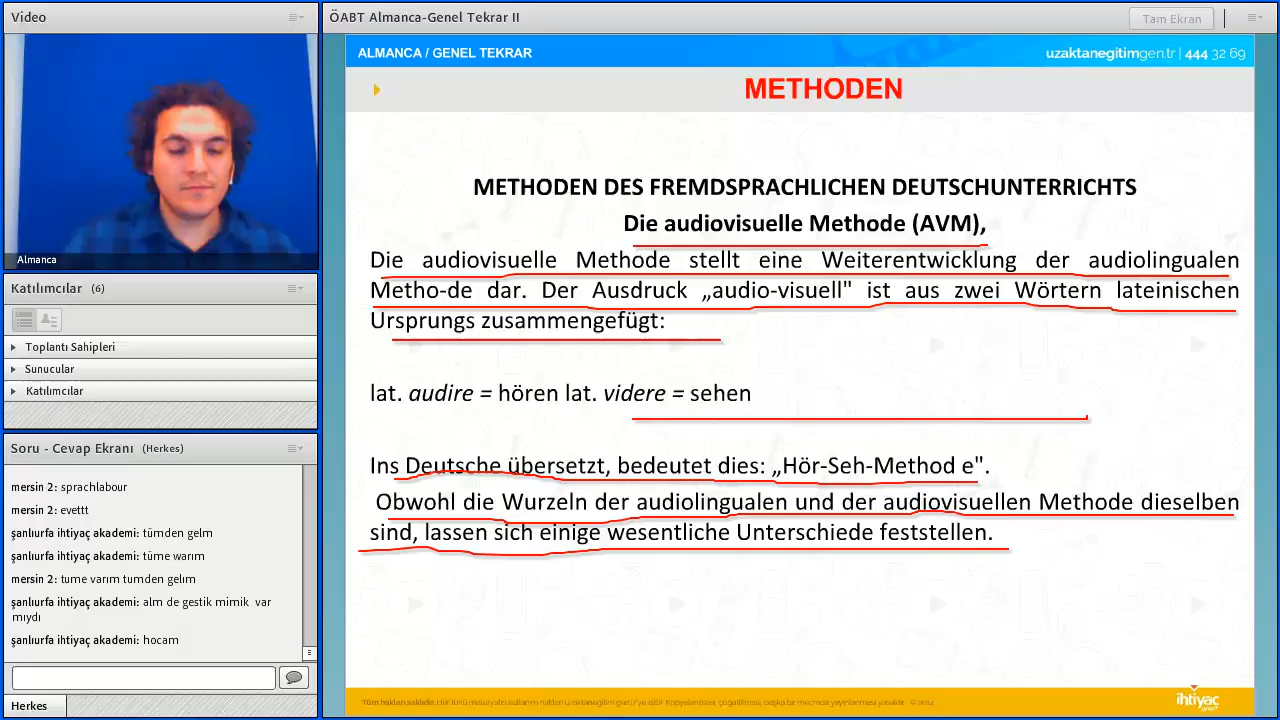 Video
Almanca
Katılımcılar (6)
Toplantı Sahipleri
Sunucular
Katılımcılar
Soru - Cevap Ekranı (Herkes)
mersin 2: sprachlabour
mersin 2: evettt
şanlıurfa ihtiyaç akademi: tümden gelm
şanlıurfa ihtiyaç akademi: tüme warım
mersin 2: tume varım tumden gelım
şanlıurfa ihtiyaç akademi: alm de gestik mimik var
mıydı
şanlıurfa ihtiyaç akademi: hocam
Herkes
ÖABT Almanca-Genel Tekrar II
Tam Ekran
ALMANCA / GENEL TEKRAR
uzaktanegitimgen.tr | 444 32 69
METHODEN
METHODEN DES FREMDSPRACHLICHEN DEUTSCHUNTERRICHTS
Die audiovisuelle Methode (AVM),
Die audiovisuelle Methode stellt eine Weiterentwicklung der audiolingualen
Metho-de dar. Der Ausdruck „audio-visuell" ist aus zwei Wörtern lateinischen
Ursprungs zusammengefügt:
lat. audire = hören lat. videre = sehen
Ins Deutsche übersetzt, bedeutet dies: „Hör-Seh-Method e".
Obwohl die Wurzeln der audiolingualen und der audiovisuellen Methode dieselben
sind, lassen sich einige wesentliche Unterschiede feststellen.
Tüm hakları saklıdır. © 2014
ihtiyaç